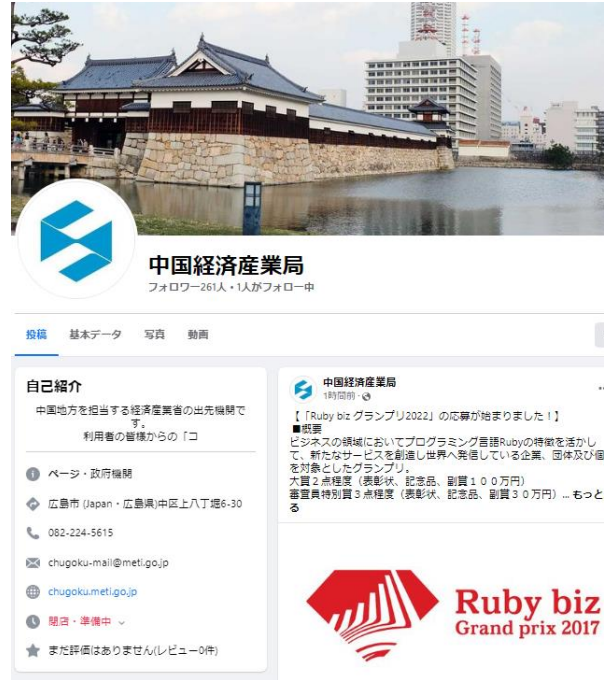 中国経済産業局
フォロワー261人・1人がフォロー中
投稿 基本データ 写真 動画
自己紹介
中国地方を担当する経済産業省の出先機関で
す。
利用者の皆様からの「コ
ページ・政府機関
広島市 (Japan・広島県)中区上八丁堀6-30
082-224-5615
chugoku-mail@meti.go.jp
chugoku.meti.go.jp
閉店・準備中
まだ評価はありません(レビュー0件)
中国経済産業局
1時間前・
【「Ruby biz グランプリ2022」の応募が始まりました！】
■概要
ビジネスの領域においてプログラミング言語Rubyの特徴を活かし
て、新たなサービスを創造し世界へ発信している企業、団体及び個
を対象としたグランプリ。
大賞２点程度（表彰状、記念品、副賞１００万円）
審査員特別賞３点程度（表彰状、記念品、副賞３０万円）... もっと
る
Ruby biz
Grand prix 2017